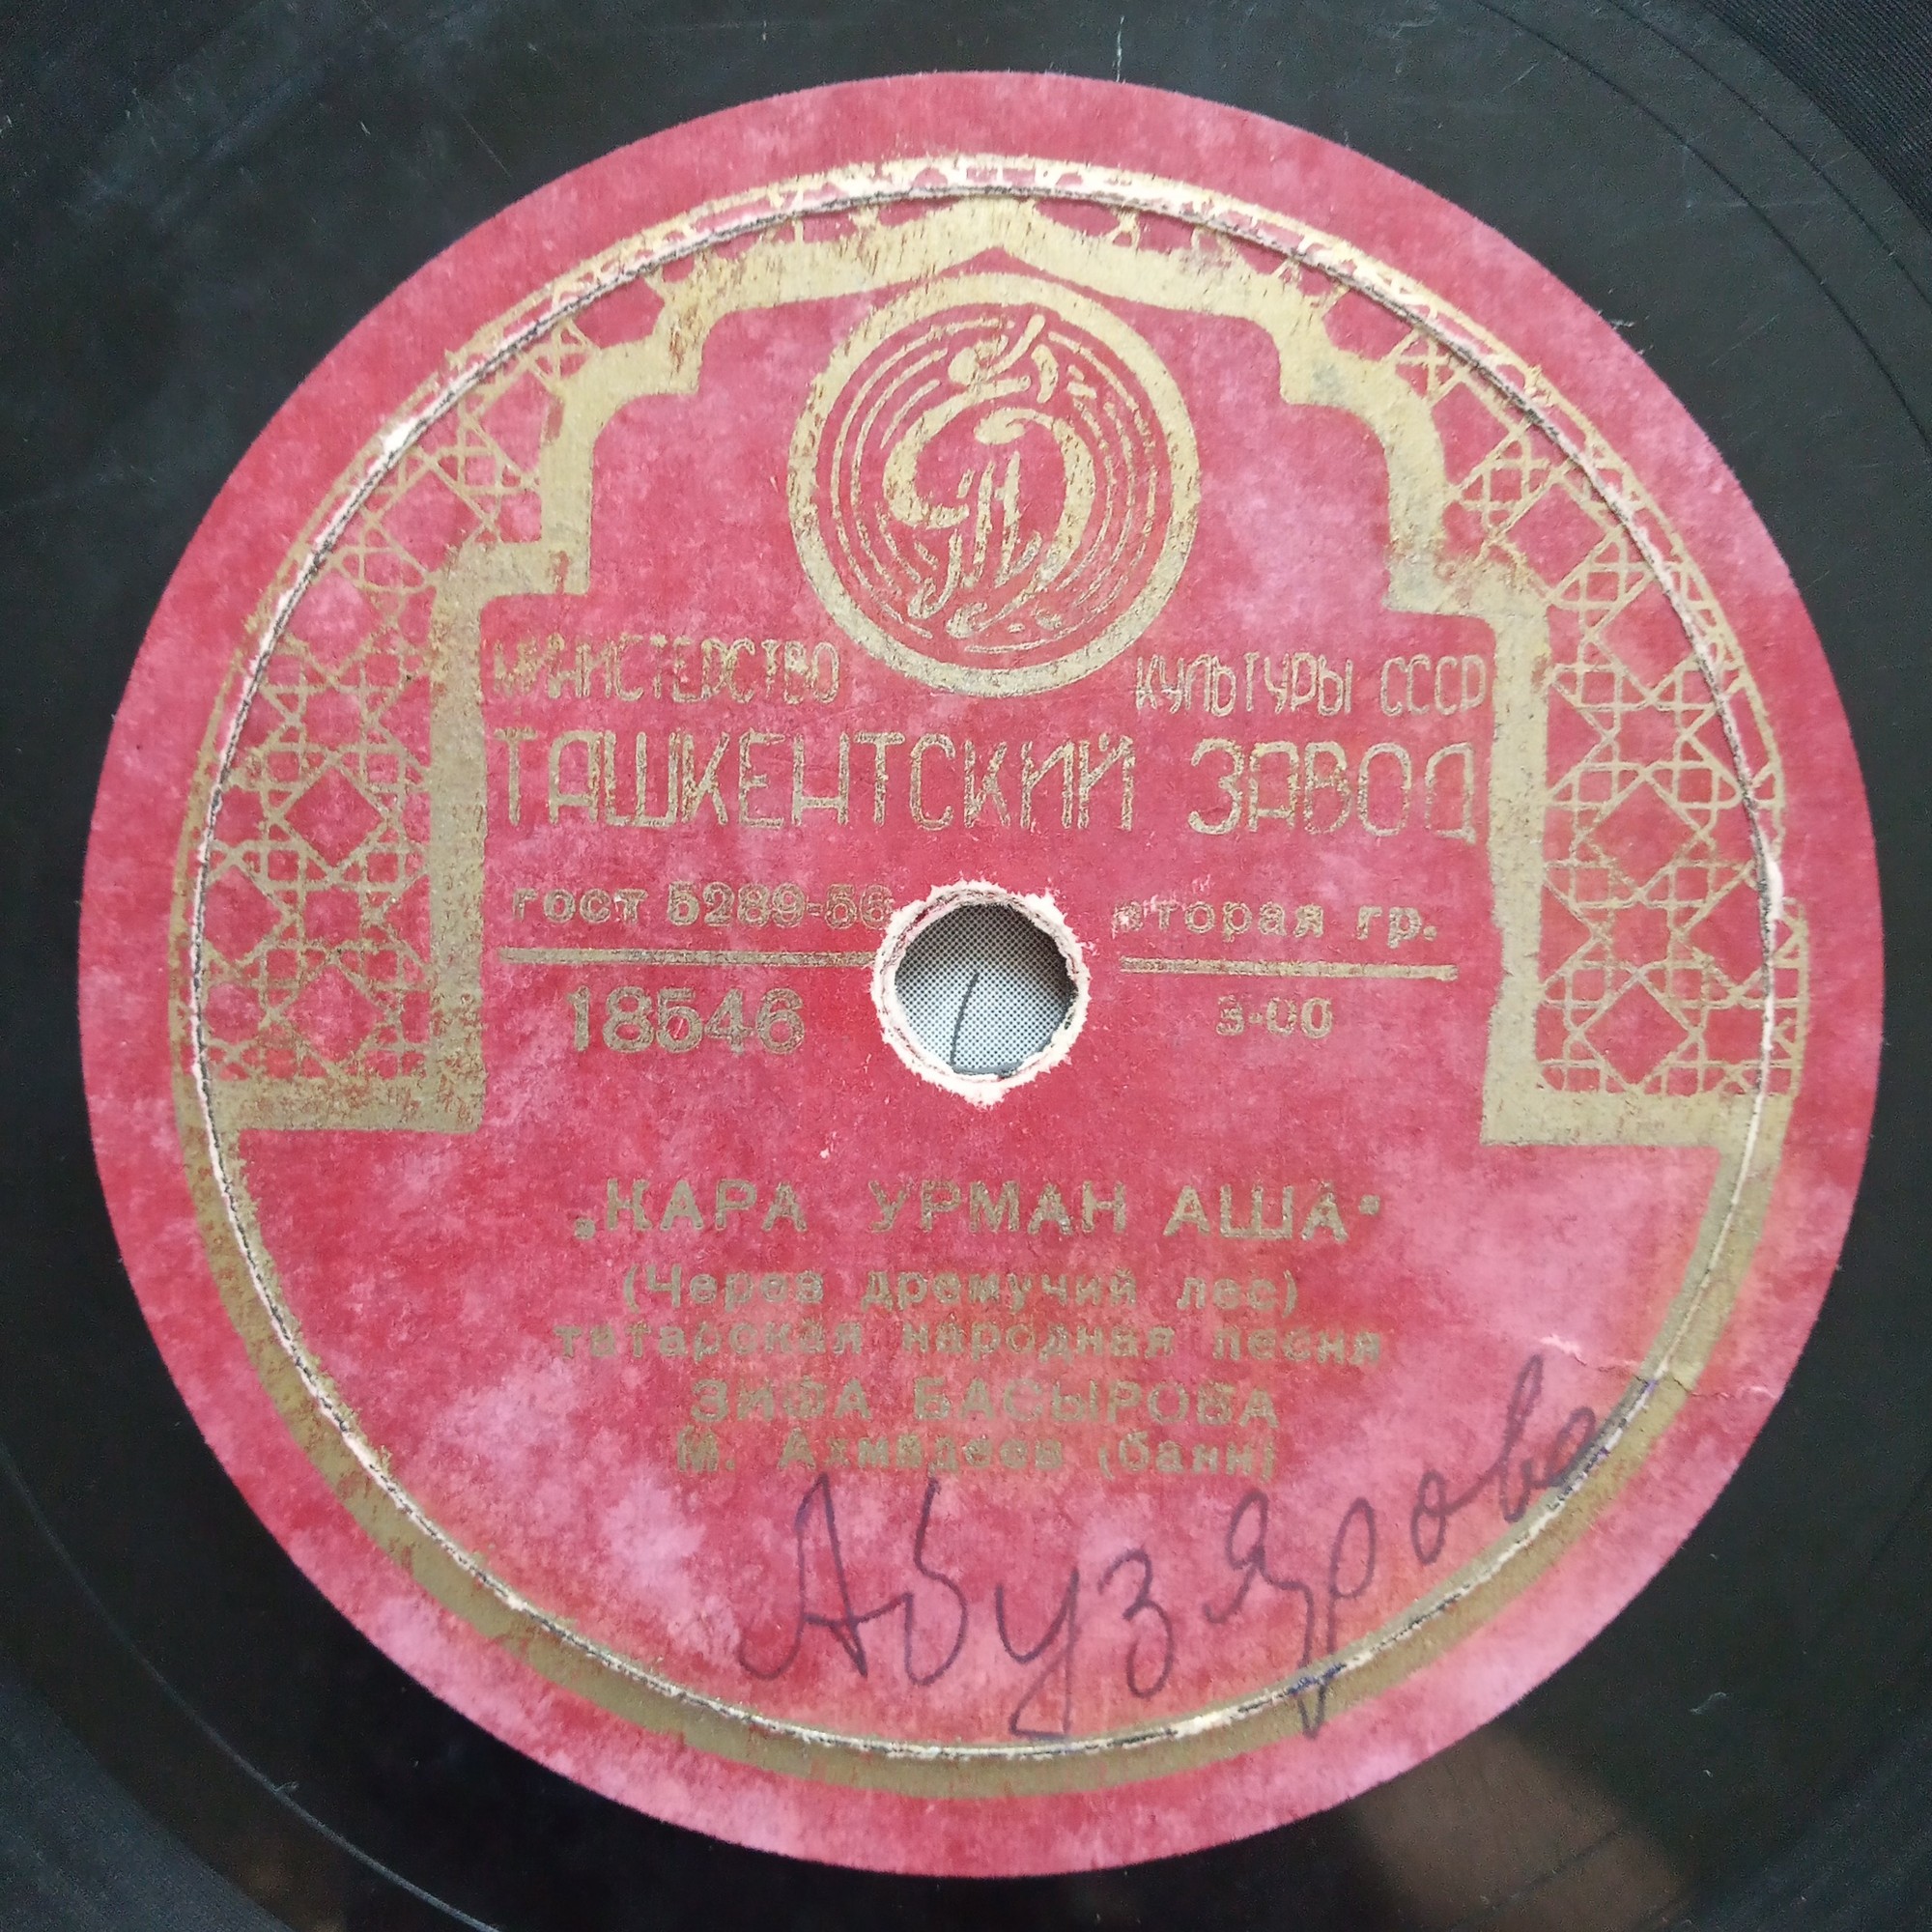 МИНИСТЕРСТВО КУЛЬТУРЫ СССР
ТАШКЕНТСКИЙ ЗАВОД
гост 5289-56 вторая гр.
18546 3-00
„КАРА УРМАН АША"
(Через дремучий лес)
татарская народная песня
ЗИФА БАСЫРОВА
М. Ахмадеев (баян)
Абузярова